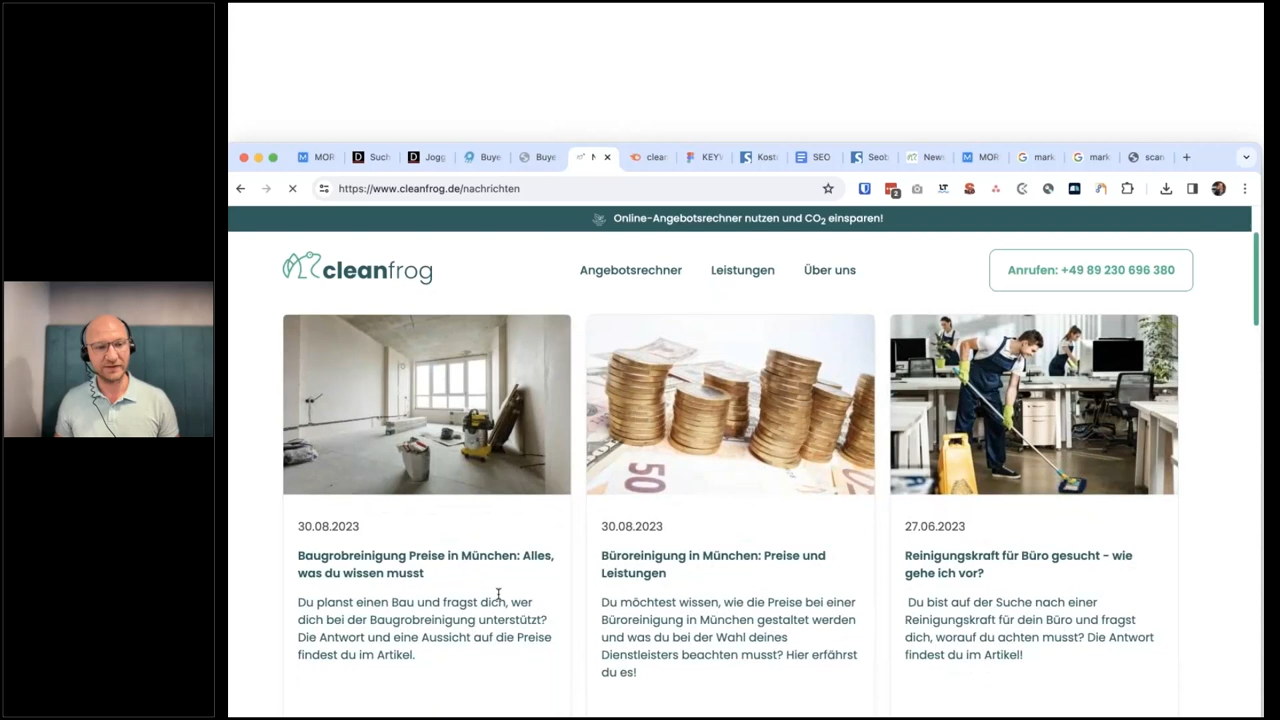 MOR
Such
Jogg
Buye
Buye
N
clean
KEYV
Kost
SEO
Seob
News
MOR
mark
mark
scan
https://www.cleanfrog.de/nachrichten
2
LT
Online-Angebotsrechner nutzen und CO₂ einsparen!
cleanfrog
Angebotsrechner
Leistungen
Über uns
Anrufen: +49 89 230 696 380
50
30.08.2023
Baugrobreinigung Preise in München: Alles,
was du wissen musst
Du planst einen Bau und fragst dich, wer
dich bei der Baugrobreinigung unterstützt?
Die Antwort und eine Aussicht auf die Preise
findest du im Artikel.
30.08.2023
Büroreinigung in München: Preise und
Leistungen
Du möchtest wissen, wie die Preise bei einer
Büroreinigung in München gestaltet werden
und was du bei der Wahl deines
Dienstleisters beachten musst? Hier erfährst
du es!
27.06.2023
Reinigungskraft für Büro gesucht - wie
gehe ich vor?
Du bist auf der Suche nach einer
Reinigungskraft für dein Büro und fragst
dich, worauf du achten musst? Die Antwort
findest du im Artikel!